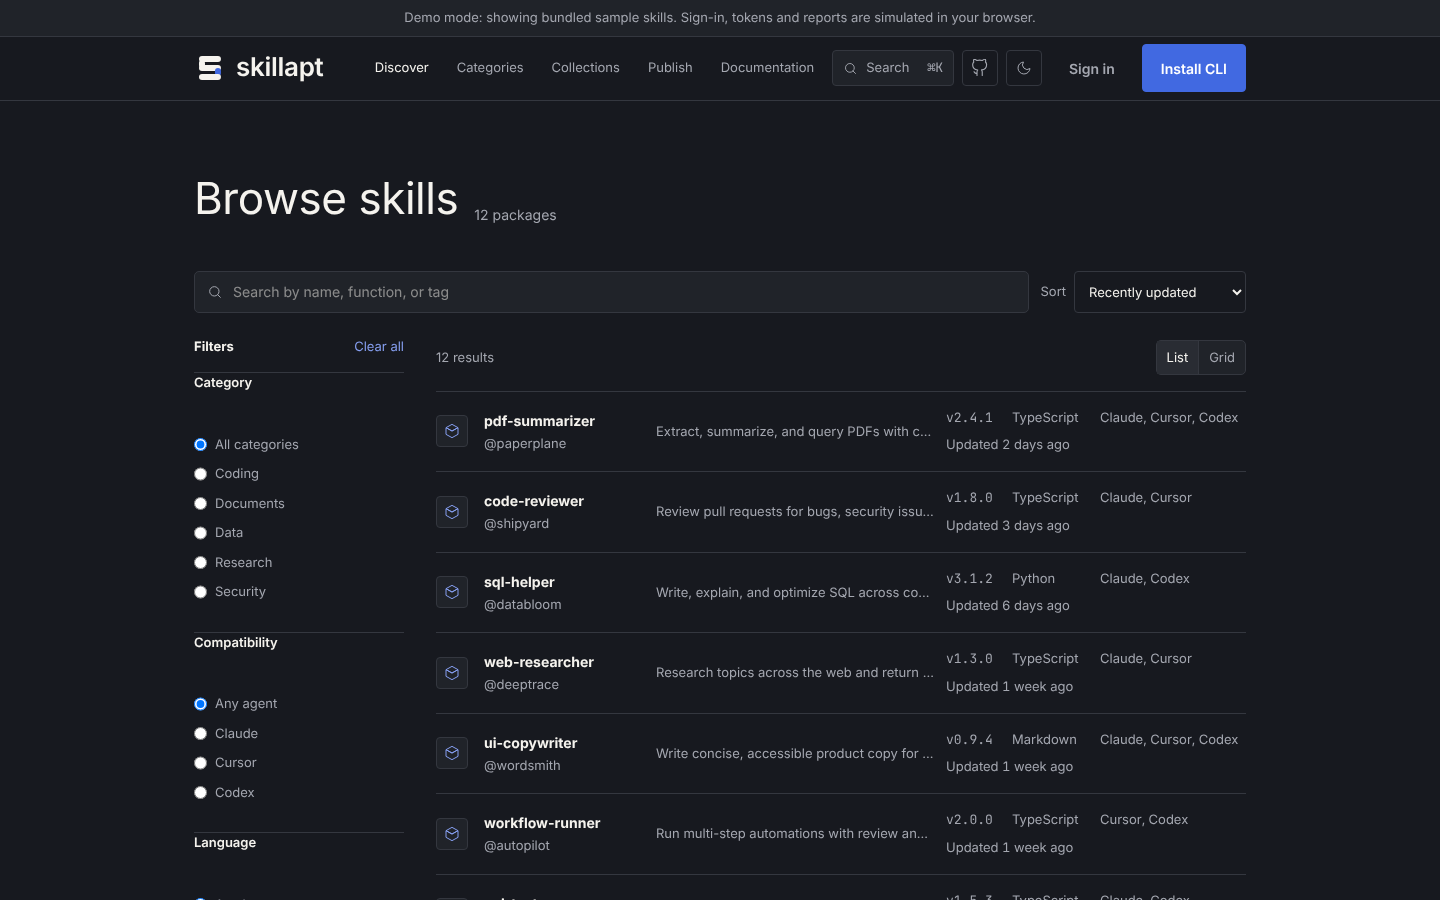 Demo mode: showing bundled sample skills. Sign-in, tokens and reports are simulated in your browser.
skillapt Discover Categories Collections Publish Documentation Search ⌘K Sign in Install CLI
Browse skills 12 packages
Search by name, function, or tag Sort Recently updated
Filters Clear all
Category
All categories
Coding
Documents
Data
Research
Security
Compatibility
Any agent
Claude
Cursor
Codex
Language
12 results List Grid
pdf-summarizer
@paperplane
Extract, summarize, and query PDFs with c...
v2.4.1 TypeScript Claude, Cursor, Codex
Updated 2 days ago
code-reviewer
@shipyard
Review pull requests for bugs, security issu...
v1.8.0 TypeScript Claude, Cursor
Updated 3 days ago
sql-helper
@databloom
Write, explain, and optimize SQL across co...
v3.1.2 Python Claude, Codex
Updated 6 days ago
web-researcher
@deeptrace
Research topics across the web and return ...
v1.3.0 TypeScript Claude, Cursor
Updated 1 week ago
ui-copywriter
@wordsmith
Write concise, accessible product copy for ...
v0.9.4 Markdown Claude, Cursor, Codex
Updated 1 week ago
workflow-runner
@autopilot
Run multi-step automations with review an...
v2.0.0 TypeScript Cursor, Codex
Updated 1 week ago